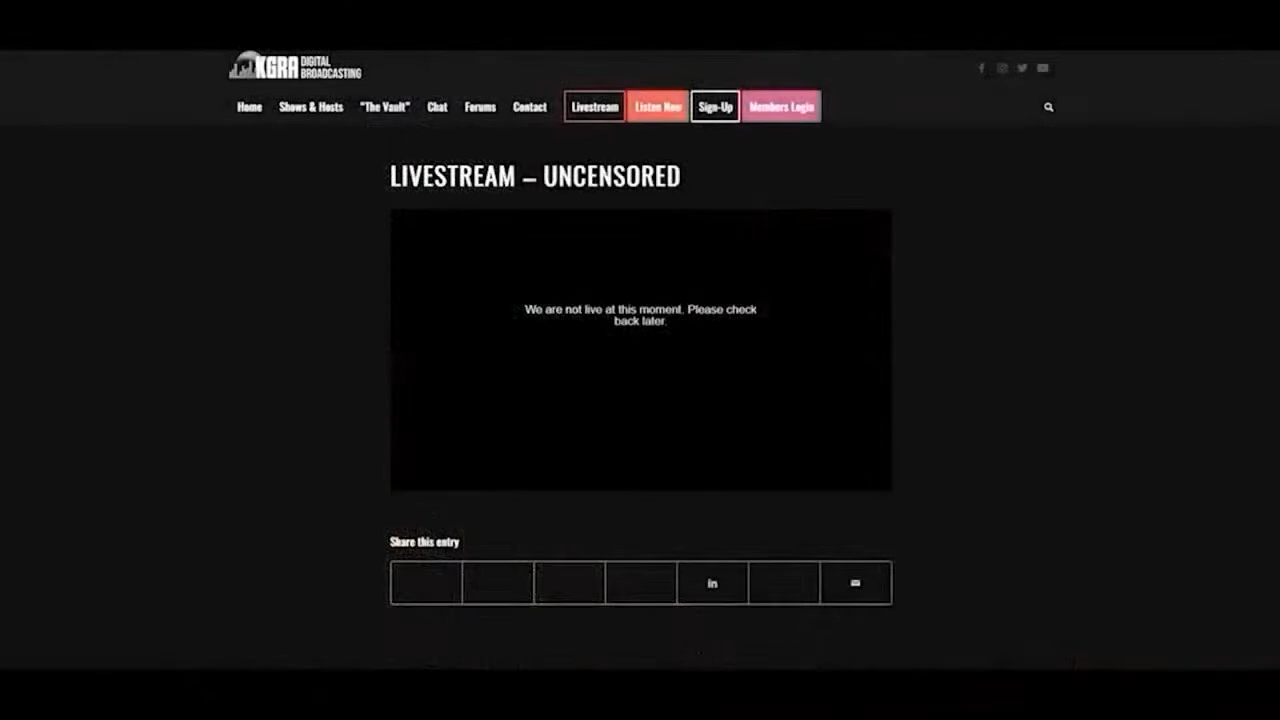 KGRA DIGITAL BROADCASTING
Home Shows & Hosts "The Vault" Chat Forums Contact Livestream Listen Now Sign-Up Members Login
LIVESTREAM – UNCENSORED
We are not live at this moment. Please check
back later.
Share this entry
in